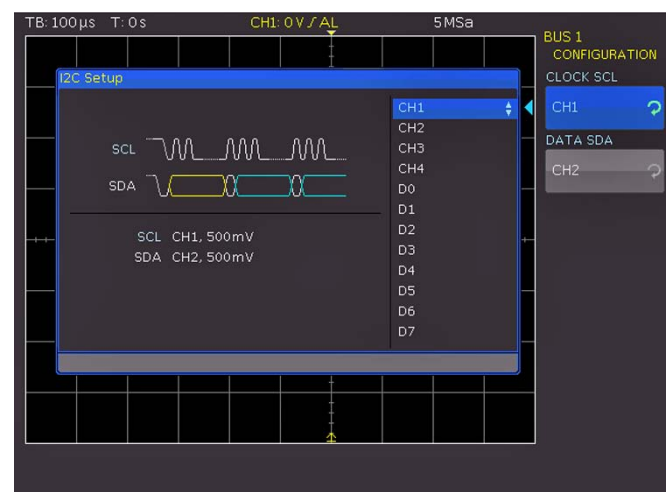 TB: 100µs T: 0s CH1: 0V AL 5MSa
BUS 1
CONFIGURATION
CLOCK SCL
CH1
DATA SDA
CH2
I2C Setup
SCL
SDA
SCL CH1, 500mV
SDA CH2, 500mV
CH1
CH2
CH3
CH4
D0
D1
D2
D3
D4
D5
D6
D7